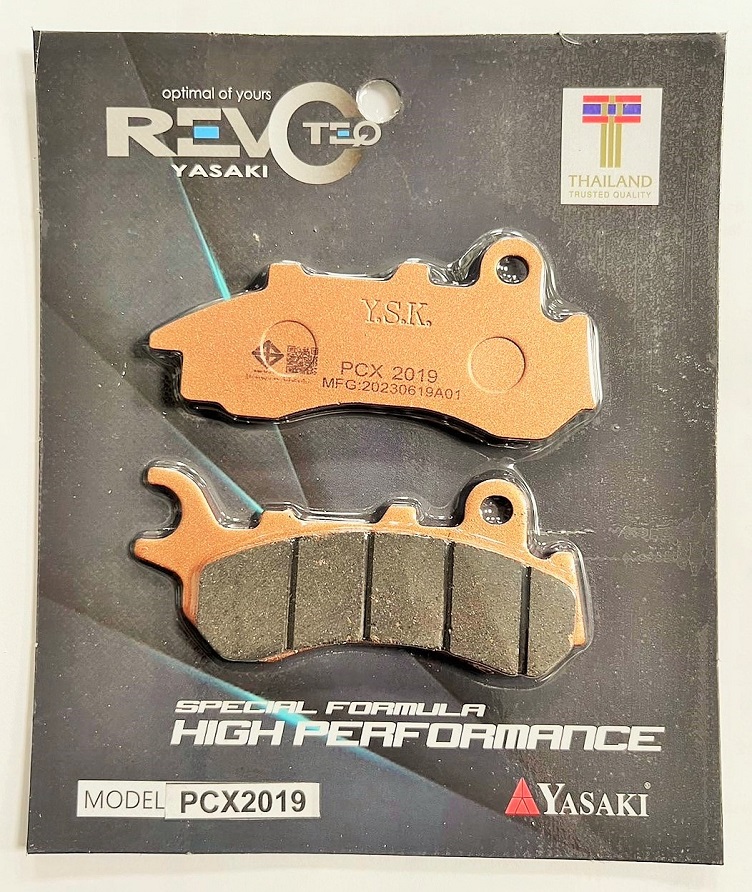 optimal of yours
REVO TEQ
YASAKI
THAILAND
TRUSTED QUALITY
Y.S.K.
PCX 2019
MFG:20230619A01
SPECIAL FORMULA
HIGH PERFORMANCE
MODEL PCX2019
YASAKI®